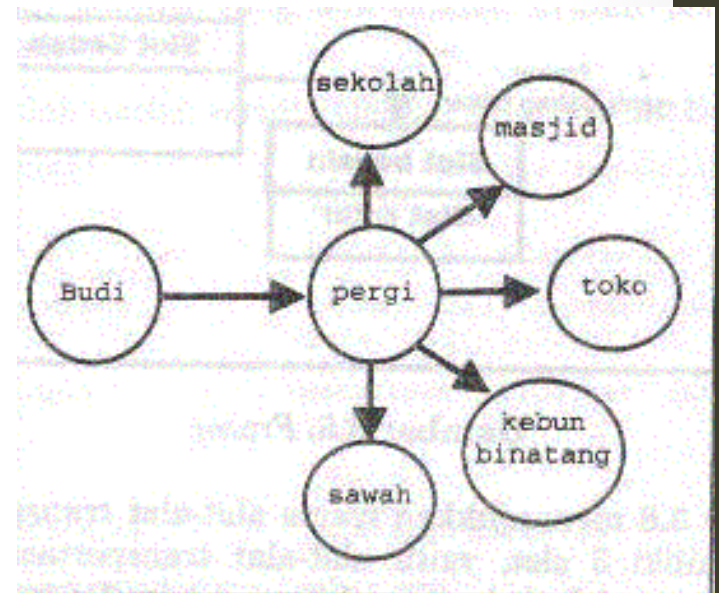 sekolah
masjid
Budi
pergi
toko
kebun
binatang
sawah